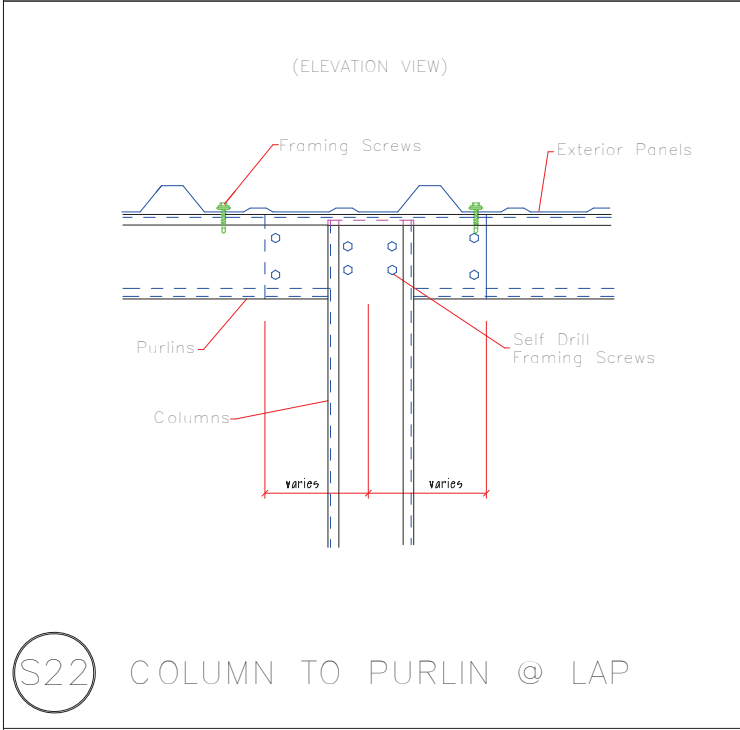 (ELEVATION VIEW)
Framing Screws
Exterior Panels
Purlins
Self Drill
Framing Screws
Columns
varies
varies
S22
COLUMN TO PURLIN @ LAP